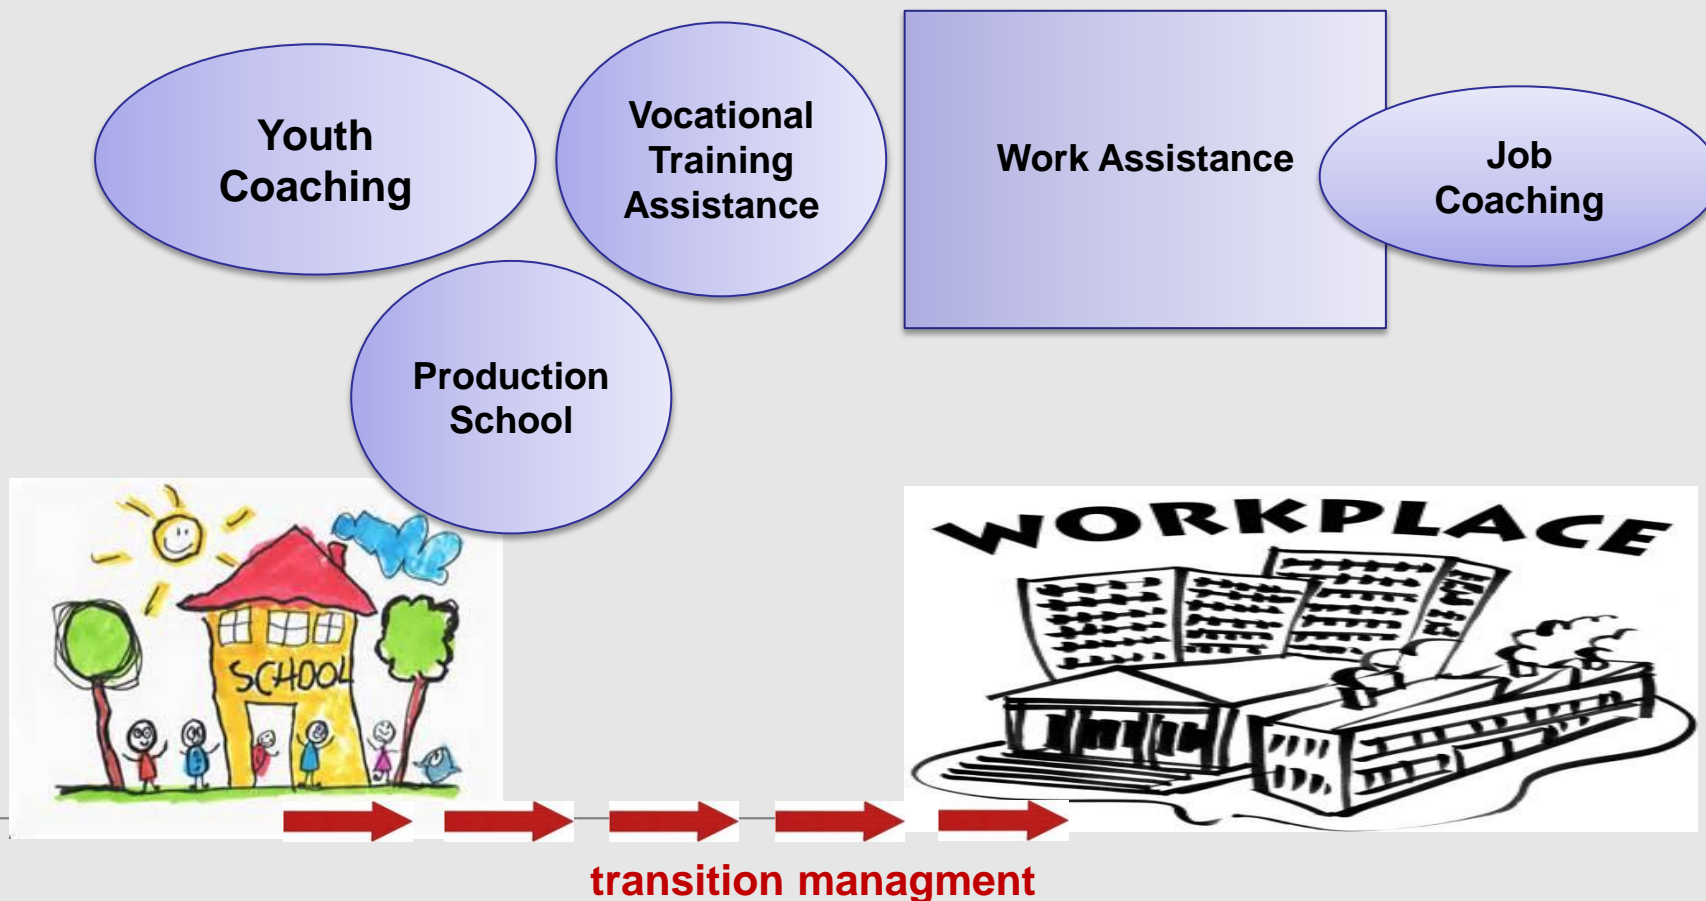 Youth
Coaching
Vocational
Training
Assistance
Work Assistance
Job
Coaching
Production
School
SCHOOL
WORKPLACE
transition managment